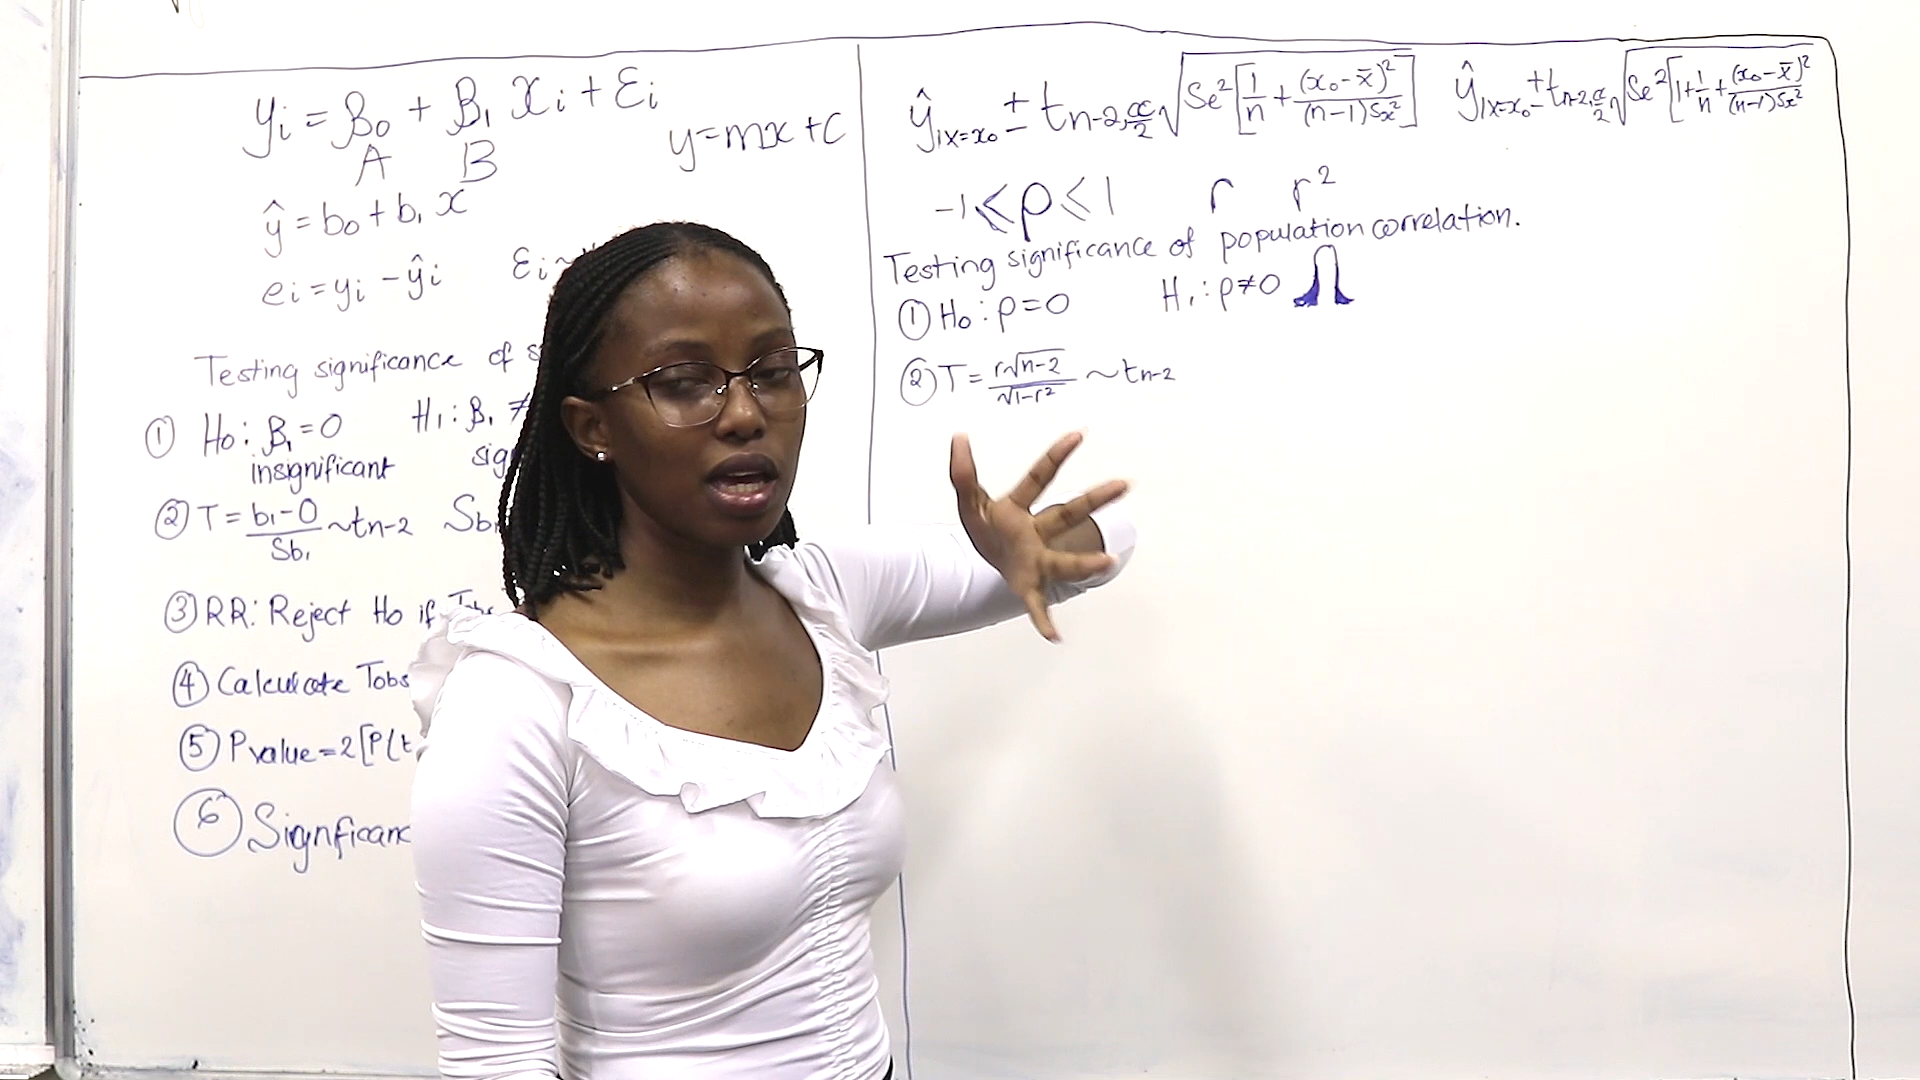 yᵢ = β₀ + β₁ xᵢ + εᵢ
A B
y=mx+c
ŷ = b₀ + b₁ x
eᵢ = yᵢ - ŷᵢ εᵢ~
Testing significance of
① H₀: β₁ = 0 H₁: β₁ ≠
insignificant sig
② T = (b₁-0)/Sb₁ ~tn-2 Sb₁
③ RR: Reject H₀ if Tobs
④ Calculate Tobs
⑤ Pvalue=2[P(t
⑥ Signficanc
ŷ|x=x₀ ± tn-2,α/2 √Se²[1/n + (x₀-x̄)²/(n-1)Sx²]
ŷ|x=x₀ ± tn-2,α/2 √Se²[1+1/n+(x₀-x̄)²/(n-1)Sx²]
-1⩽ρ⩽1 r r²
Testing significance of population correlation.
① H₀: ρ=0 H₁: ρ≠0
② T = r√n-2/√1-r² ~tn-2